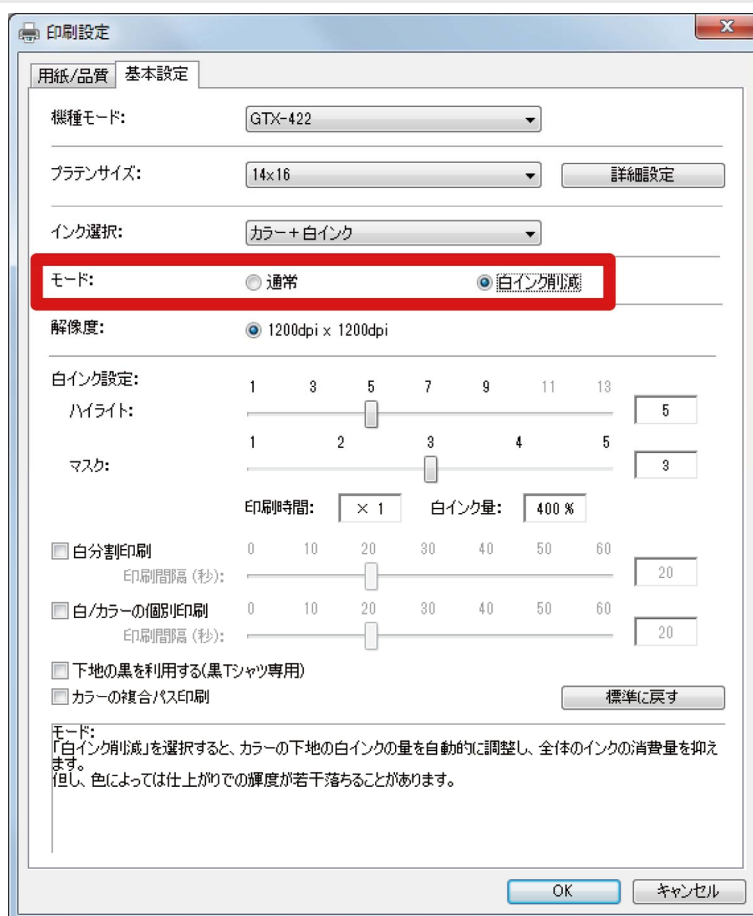 印刷設定
用紙/品質 基本設定
機種モード: GTX-422
プラテンサイズ: 14x16 詳細設定
インク選択: カラー+白インク
モード: 通常 白インク削減
解像度: 1200dpi x 1200dpi
白インク設定:
1 3 5 7 9 11 13
ハイライト: 5
1 2 3 4 5
マスク: 3
印刷時間: × 1 白インク量: 400 %
白分割印刷 0 10 20 30 40 50 60
印刷間隔(秒): 20
白/カラーの個別印刷 0 10 20 30 40 50 60
印刷間隔(秒): 20
下地の黒を利用する(黒Tシャツ専用)
カラーの複合パス印刷 標準に戻す
モード:
「白インク削減」を選択すると、カラーの下地の白インクの量を自動的に調整し、全体のインクの消費量を抑え
ます。
但し、色によっては仕上がりでの輝度が若干落ちることがあります。
OK キャンセル